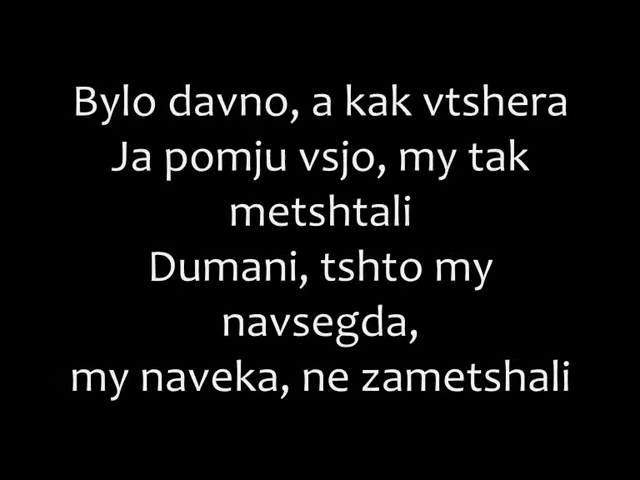 Bylo davno, a kak vtshera
Ja pomju vsjo, my tak
metshtali
Dumani, tshto my
navsegda,
my naveka, ne zametshali